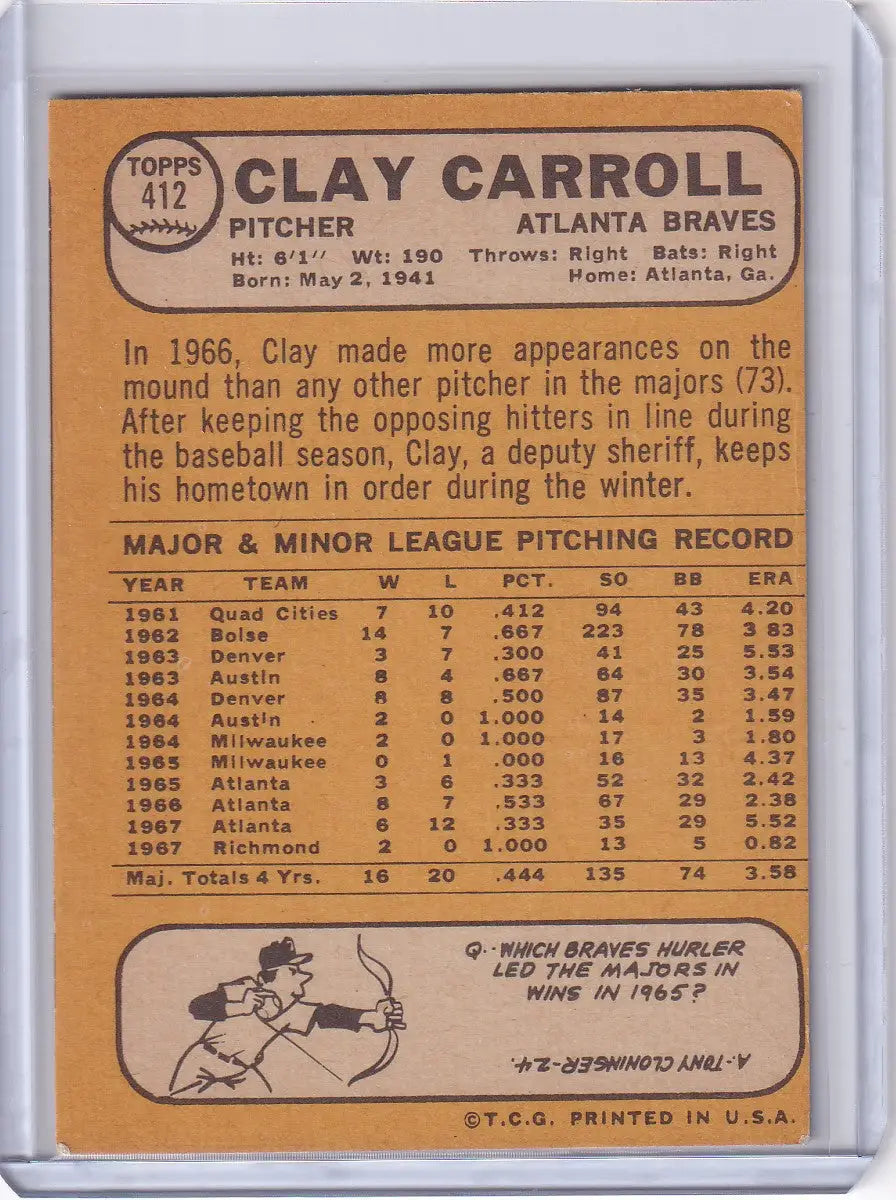 TOPPS
412
CLAY CARROLL
PITCHER ATLANTA BRAVES
Ht: 6'1" Wt: 190 Throws: Right Bats: Right
Born: May 2, 1941 Home: Atlanta, Ga.
In 1966, Clay made more appearances on the
mound than any other pitcher in the majors (73).
After keeping the opposing hitters in line during
the baseball season, Clay, a deputy sheriff, keeps
his hometown in order during the winter.
MAJOR & MINOR LEAGUE PITCHING RECORD
YEAR TEAM W L PCT. SO BB ERA
1961 Quad Cities 7 10 .412 94 43 4.20
1962 Boise 14 7 .667 223 78 3 83
1963 Denver 3 7 .300 41 25 5.53
1963 Austin 8 4 .667 64 30 3.54
1964 Denver 8 8 .500 87 35 3.47
1964 Austin 2 0 1.000 14 2 1.59
1964 Milwaukee 2 0 1.000 17 3 1.80
1965 Milwaukee 0 1 .000 16 13 4.37
1965 Atlanta 3 6 .333 52 32 2.42
1966 Atlanta 8 7 .533 67 29 2.38
1967 Atlanta 6 12 .333 35 29 5.52
1967 Richmond 2 0 1.000 13 5 0.82
Maj. Totals 4 Yrs. 16 20 .444 135 74 3.58
Q-- WHICH BRAVES HURLER
LED THE MAJORS IN
WINS IN 1965?
A- TONY CLONINGER-24.
©T.C.G. PRINTED IN U.S.A.